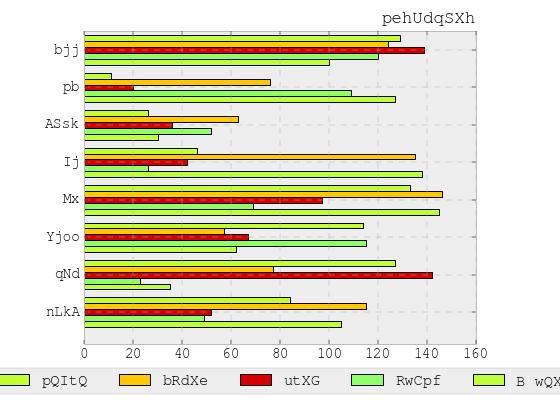 pehUdqSXh
bjj
pb
ASsk
Ij
Mx
Yjoo
qNd
nLkA
0 20 40 60 80 100 120 140 160
pQItQ bRdXe utXG RwCpf B wQX